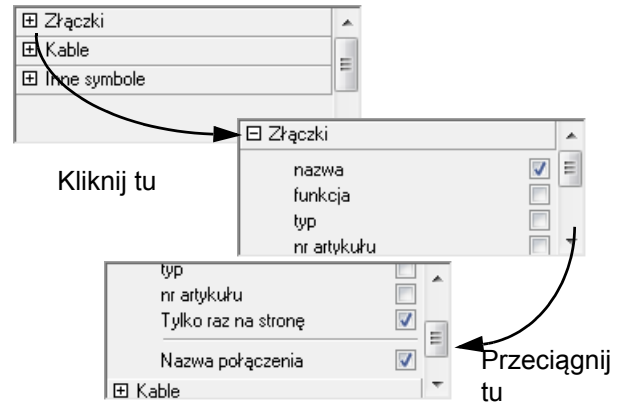 Złączki
Kable
Inne symbole
Złączki
Kliknij tu
nazwa
funkcja
typ
nr artykułu
typ
nr artykułu
Tylko raz na stronę
Nazwa połączenia
Przeciągnij
tu
Kable